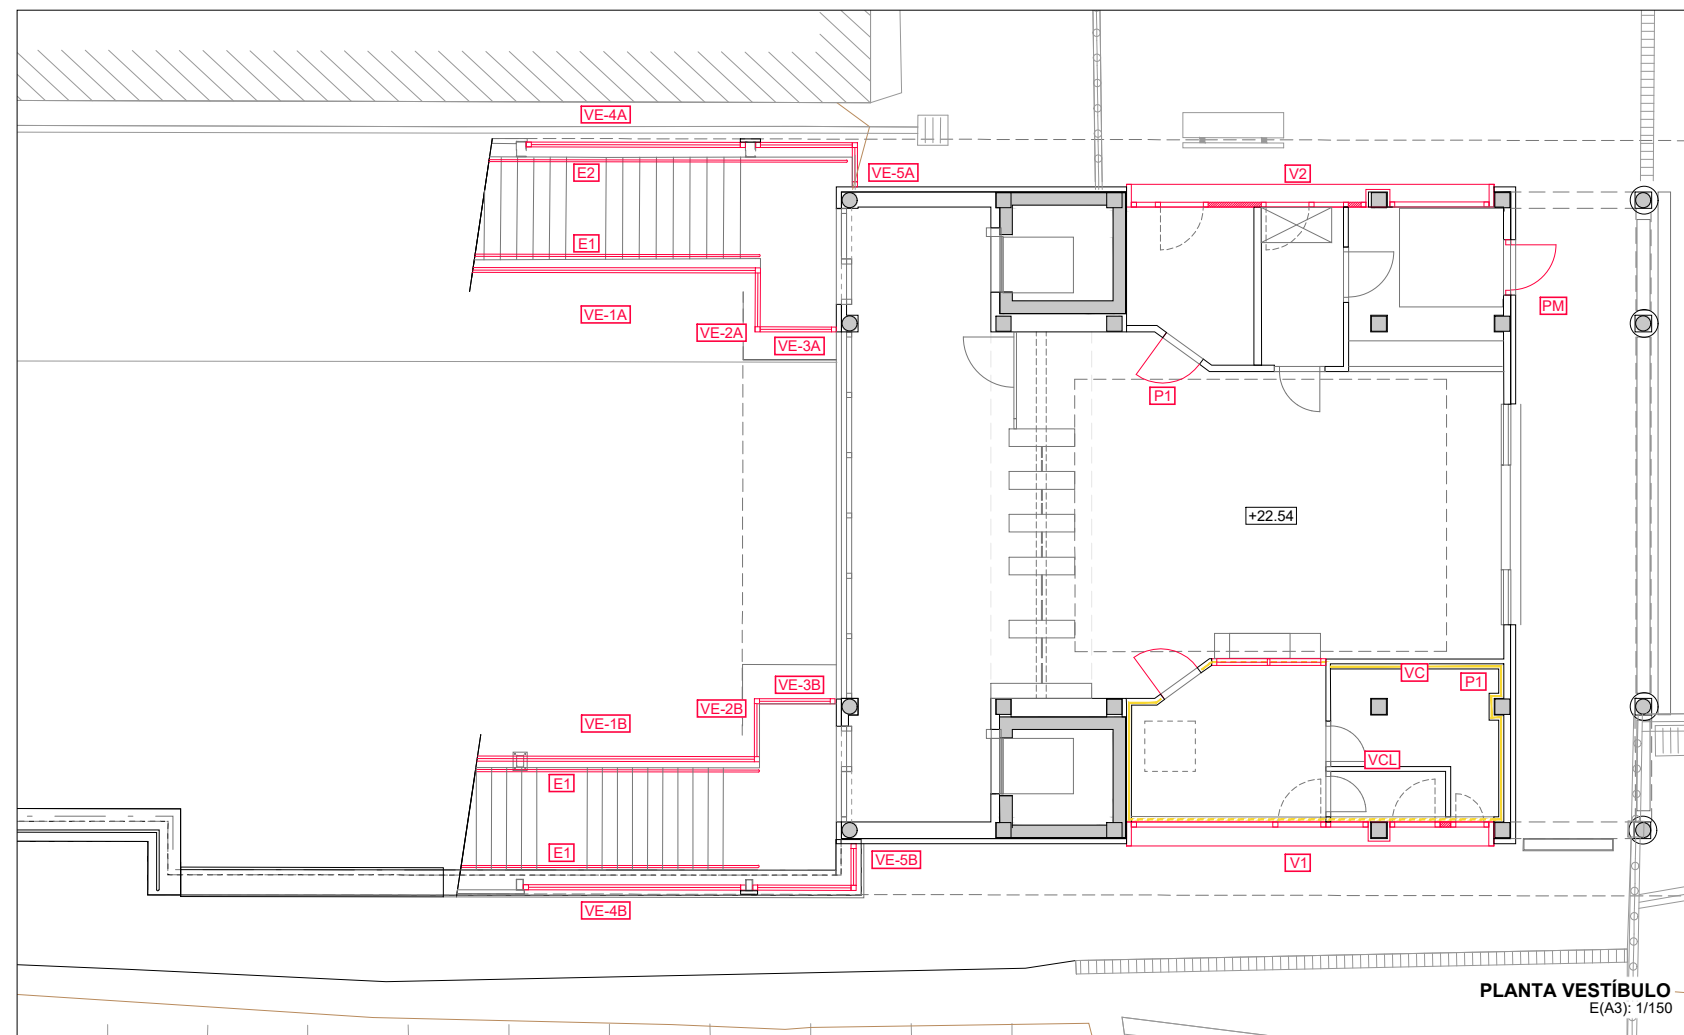 VE-4A
E2
VE-5A
V2
E1
VE-1A
VE-2A
VE-3A
PM
P1
+22.54
VC
P1
VE-3B
VE-2B
VE-1B
VCL
E1
E1
VE-5B
V1
VE-4B
PLANTA VESTÍBULO
E(A3): 1/150